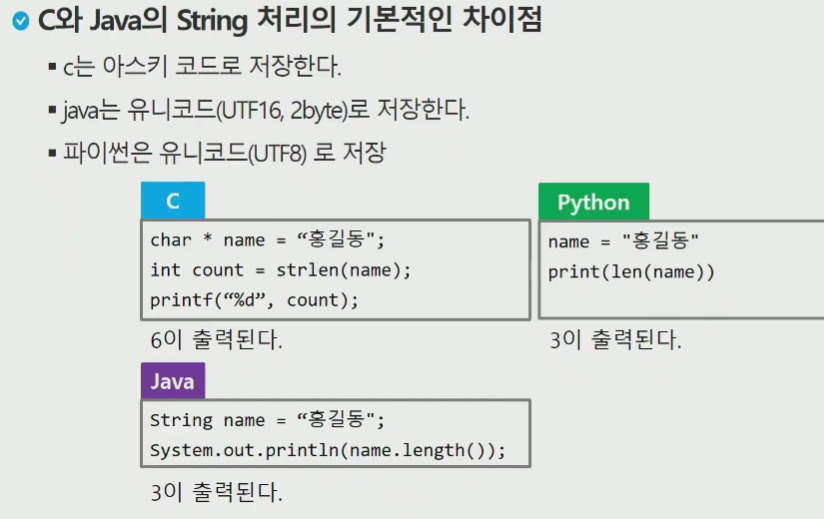 C와 Java의 String 처리의 기본적인 차이점
▪ c는 아스키 코드로 저장한다.
▪ java는 유니코드(UTF16, 2byte)로 저장한다.
▪ 파이썬은 유니코드(UTF8) 로 저장
C
char * name = “홍길동";
int count = strlen(name);
printf(“%d”, count);
6이 출력된다.
Python
name = "홍길동"
print(len(name))
3이 출력된다.
Java
String name = “홍길동";
System.out.println(name.length());
3이 출력된다.